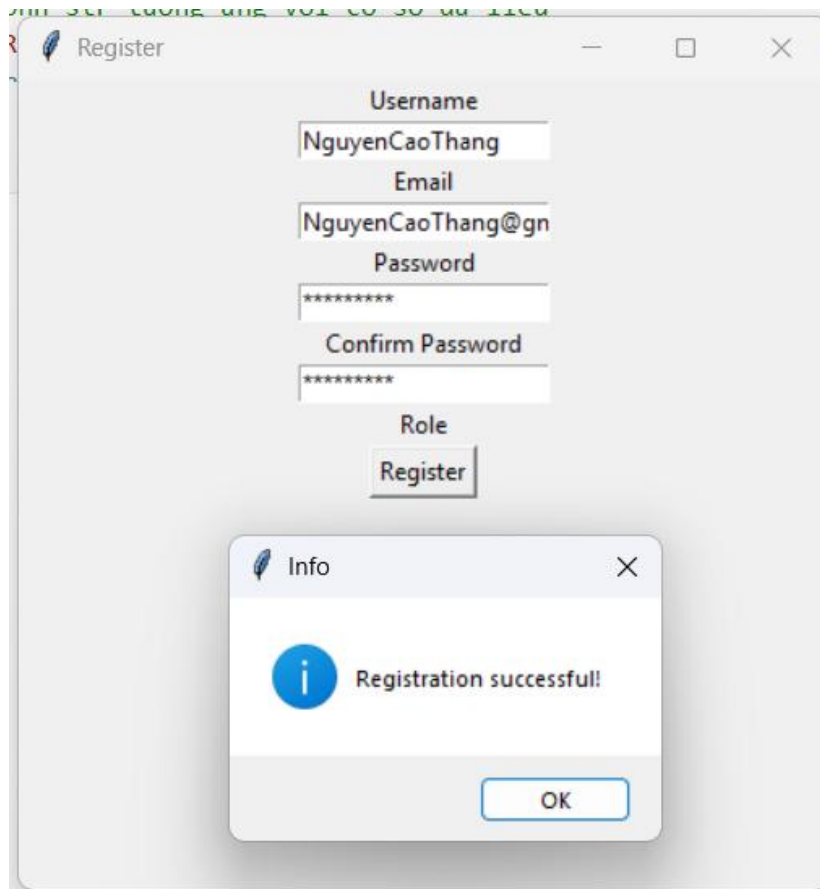 Register
Username
NguyenCaoThang
Email
NguyenCaoThang@gn
Password
*********
Confirm Password
*********
Role
Register
Info
Registration successful!
OK